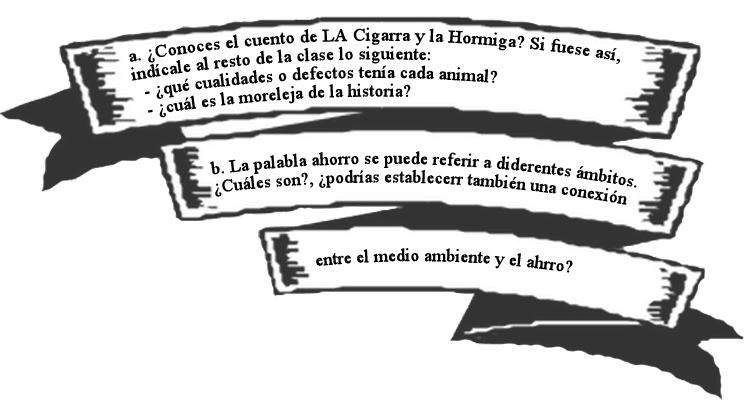 a. ¿Conoces el cuento de LA Cigarra y la Hormiga? Si fuese así,
indícale al resto de la clase lo siguiente:
- ¿qué cualidades o defectos tenía cada animal?
- ¿cuál es la moreleja de la historia?
b. La palabla ahorro se puede referir a diderentes ámbitos.
¿Cuáles son?, ¿podrías establecerr también una conexión
entre el medio ambiente y el ahrro?